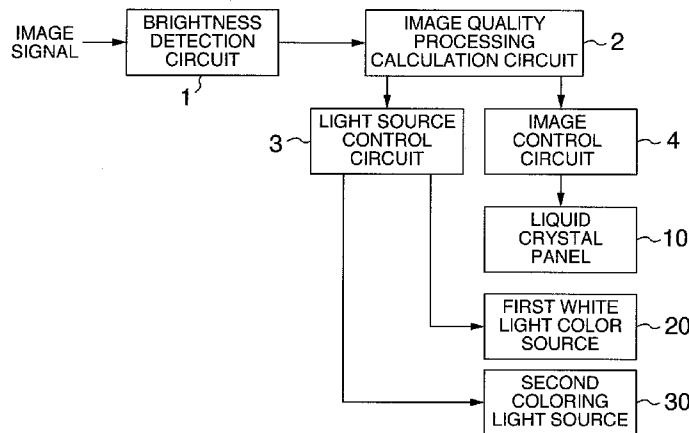 IMAGE
SIGNAL
BRIGHTNESS
DETECTION
CIRCUIT
1
IMAGE QUALITY
PROCESSING
CALCULATION CIRCUIT
2
3
LIGHT SOURCE
CONTROL
CIRCUIT
IMAGE
CONTROL
CIRCUIT
4
LIQUID
CRYSTAL
PANEL
10
FIRST WHITE
LIGHT COLOR
SOURCE
20
SECOND
COLORING
LIGHT SOURCE
30